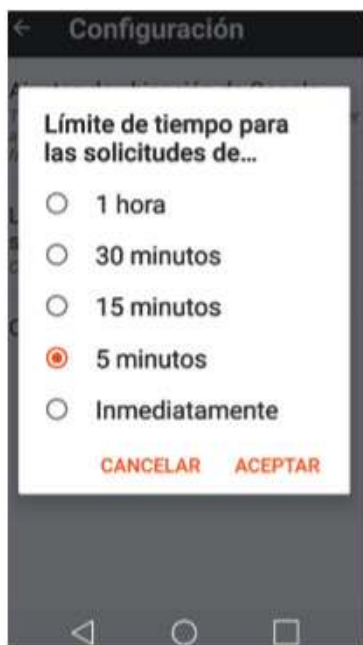 Configuración
Límite de tiempo para
las solicitudes de...
1 hora
30 minutos
15 minutos
5 minutos
Inmediatamente
CANCELAR ACEPTAR